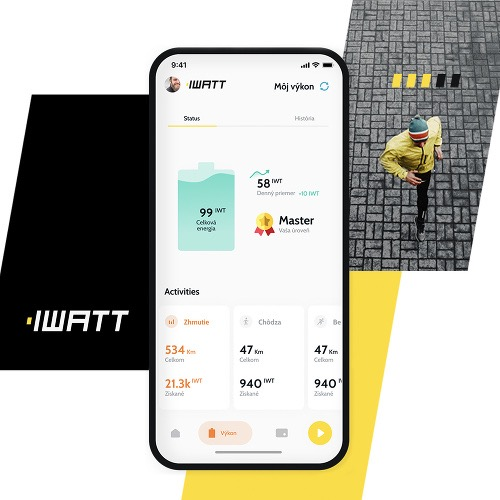 9:41
IWATT
Môj výkon
Status
História
99 IWT
Celková
energia
58 IWT
Denný priemer +10 IWT
Master
Vaša úroveň
Activities
Zhrnutie
534 Km
Celkom
21.3k IWT
Získané
Chôdza
47 Km
Celkom
940 IWT
Získané
Be
47 Km
Celkom
940
Získané
Výkon
IWATT